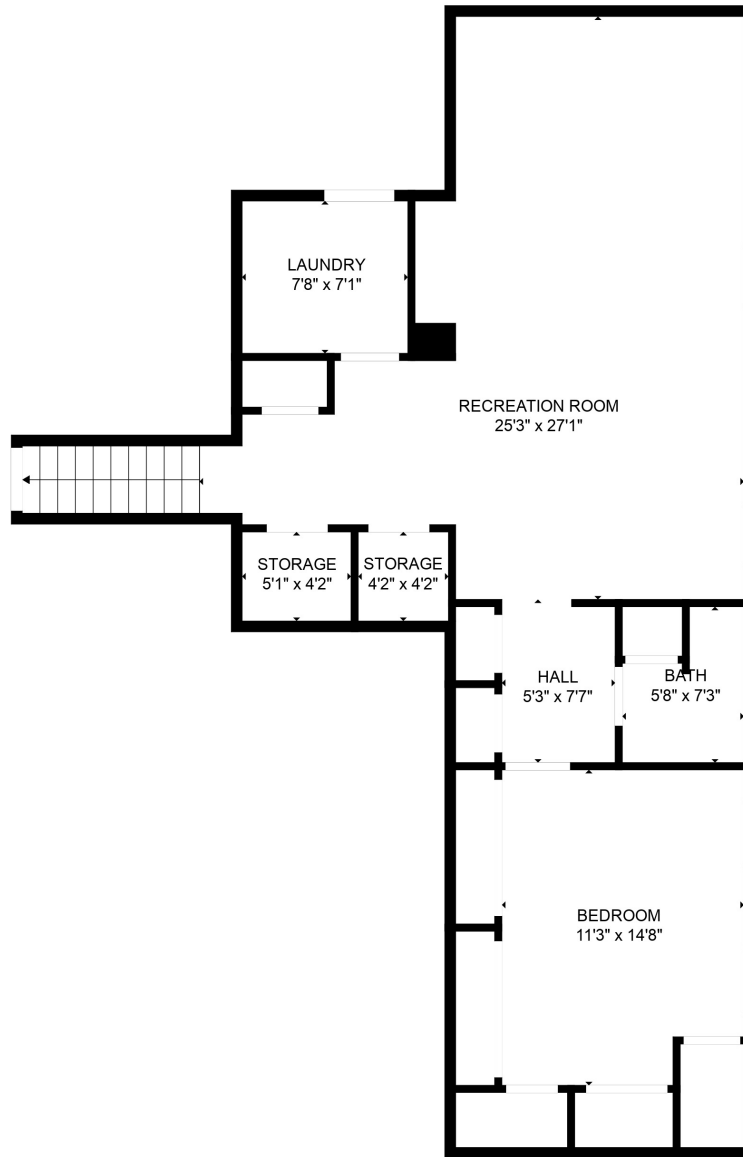 LAUNDRY
7'8" x 7'1"
RECREATION ROOM
25'3" x 27'1"
STORAGE
5'1" x 4'2"
STORAGE
4'2" x 4'2"
HALL
5'3" x 7'7"
BATH
5'8" x 7'3"
BEDROOM
11'3" x 14'8"